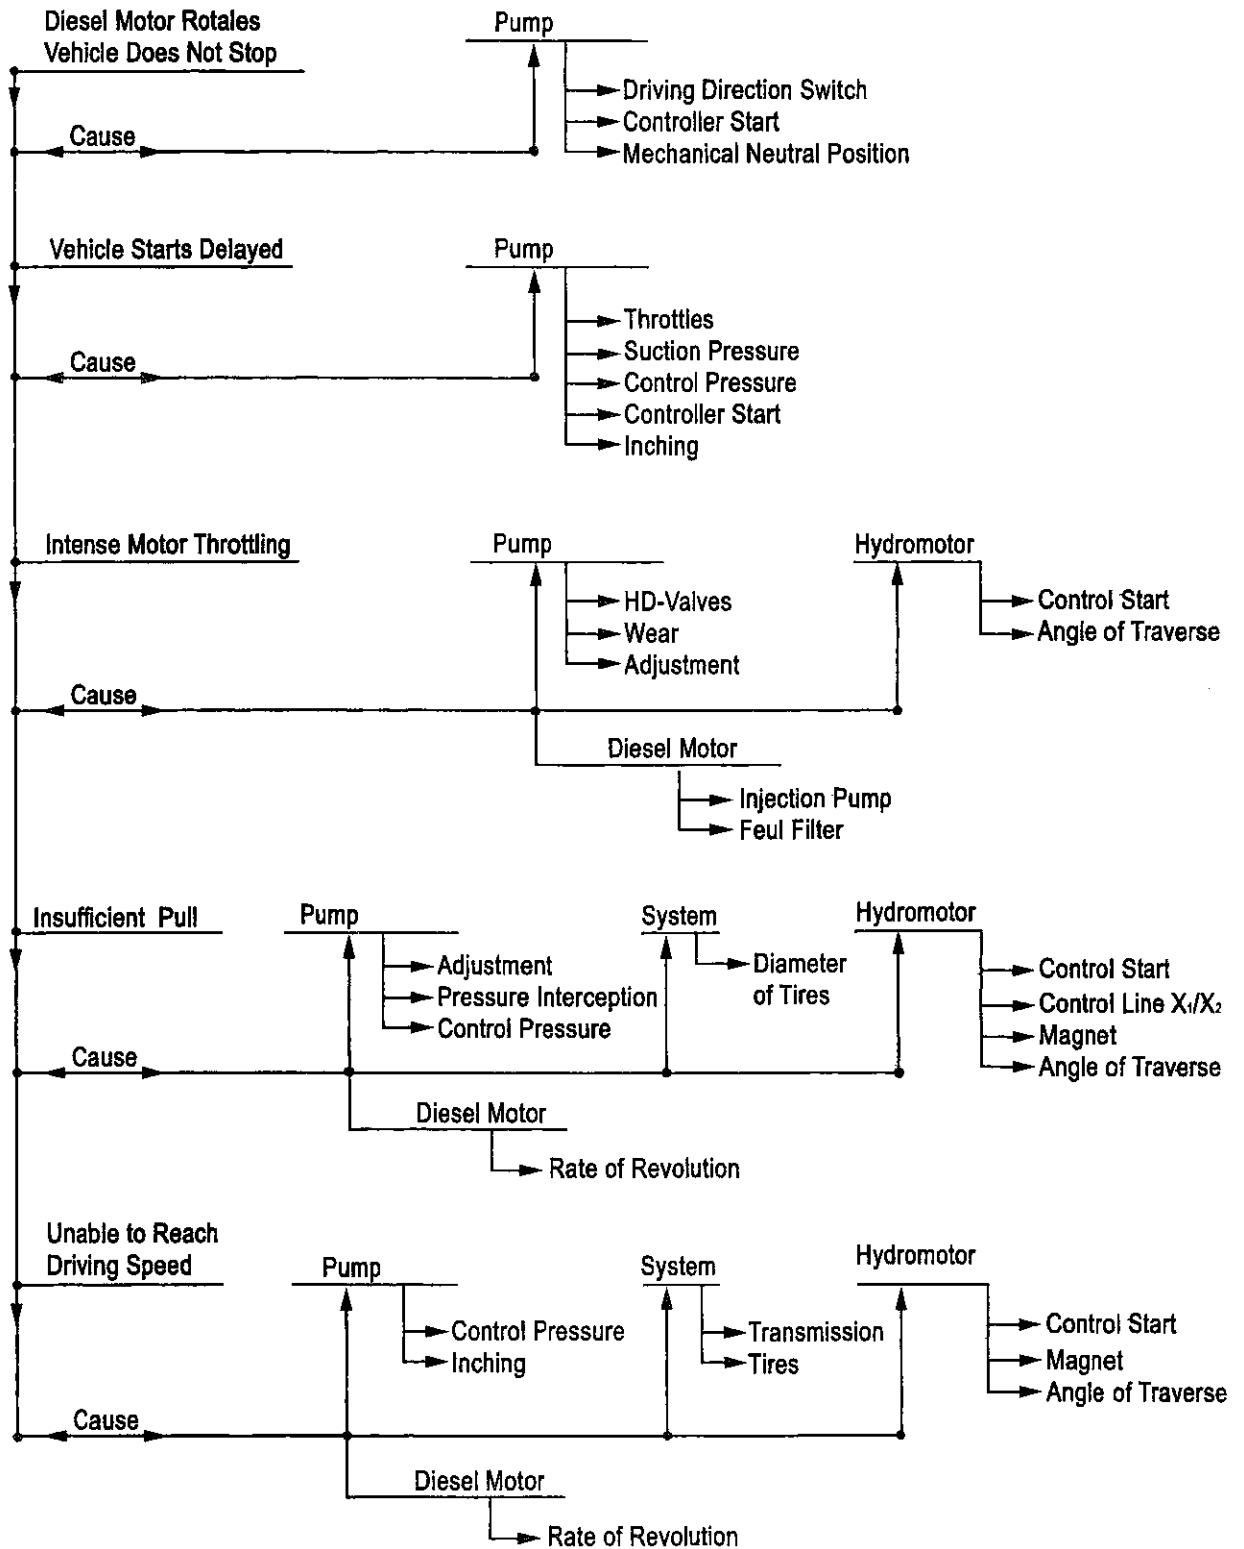 Diesel Motor Rotales
Vehicle Does Not Stop
Pump
Driving Direction Switch
Controller Start
Mechanical Neutral Position
Cause
Vehicle Starts Delayed
Pump
Throttles
Suction Pressure
Control Pressure
Controller Start
Inching
Cause
Intense Motor Throttling
Pump
HD-Valves
Wear
Adjustment
Hydromotor
Control Start
Angle of Traverse
Cause
Diesel Motor
Injection Pump
Feul Filter
Insufficient Pull
Pump
Adjustment
Pressure Interception
Control Pressure
System
Diameter
of Tires
Hydromotor
Control Start
Control Line X₁/X₂
Magnet
Angle of Traverse
Cause
Diesel Motor
Rate of Revolution
Unable to Reach
Driving Speed
Pump
Control Pressure
Inching
System
Transmission
Tires
Hydromotor
Control Start
Magnet
Angle of Traverse
Cause
Diesel Motor
Rate of Revolution